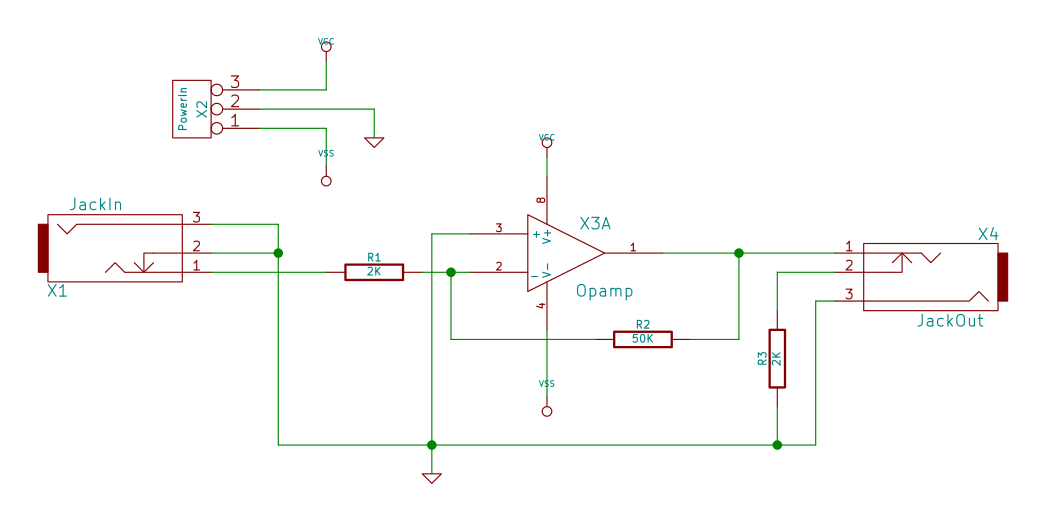 VCC
3
2
1
PowerIn
X2
VSS
VCC
JackIn
3
2
1
X1
R1
2K
8
3
2
+
V+
-
V-
1
4
X3A
Opamp
X4
1
2
3
JackOut
R2
50K
R3
2K
VSS